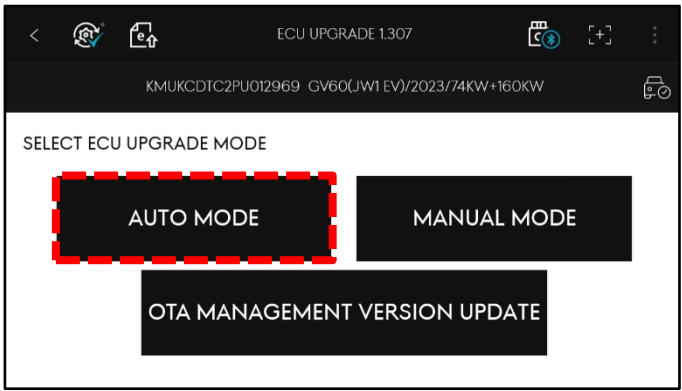 ECU UPGRADE 1.307
KMUKCDTC2PU012969 GV60(JW1 EV)/2023/74KW+160KW
SELECT ECU UPGRADE MODE
AUTO MODE
MANUAL MODE
OTA MANAGEMENT VERSION UPDATE